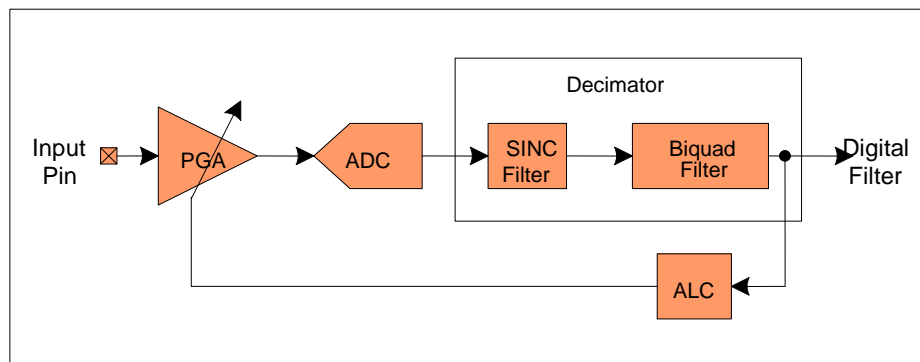 Decimator
Input
Pin
PGA
ADC
SINC
Filter
Biquad
Filter
Digital
Filter
ALC